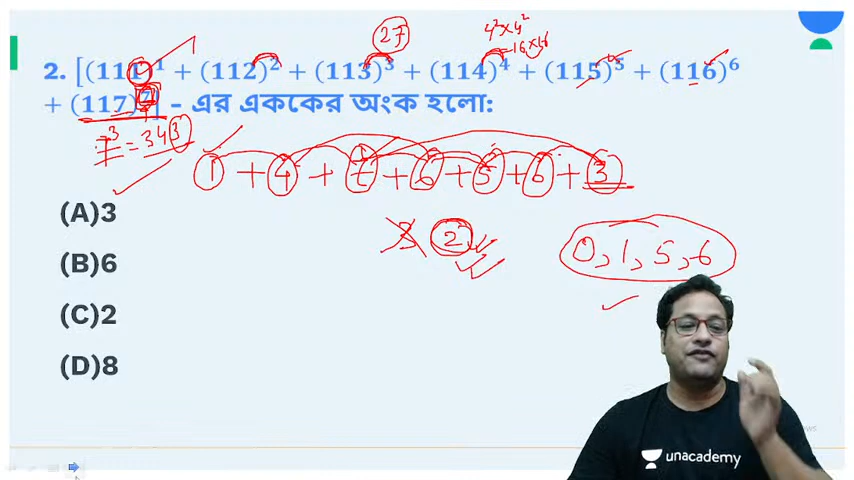 27
4² × 4²
= 16 × 16
2. [(111)¹ + (112)² + (113)³ + (114)⁴ + (115)⁵ + (116)⁶
+ (117)⁷] - এর এককের অংক হলো:
7³ = 343
1 + 4 + 7 + 6 + 5 + 6 + 3
(A)3
3 2
0, 1, 5, 6
(B)6
(C)2
(D)8
unacademy